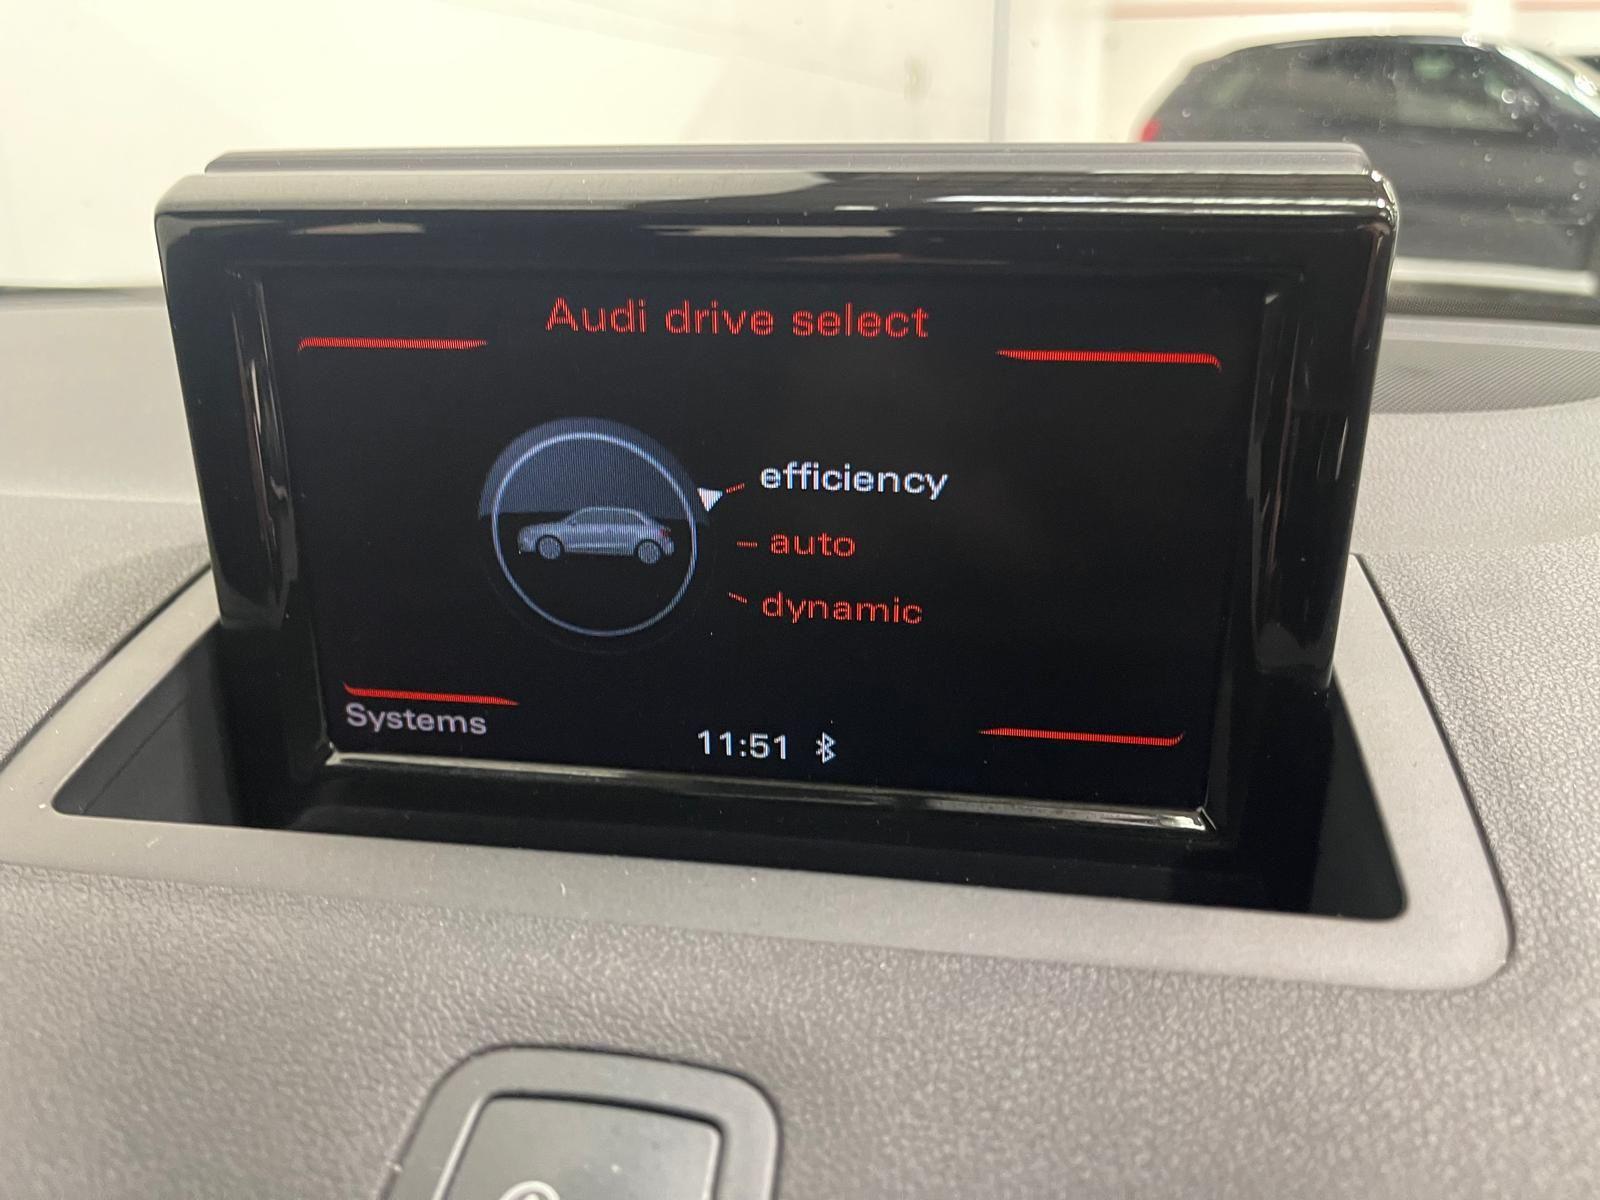 Audi drive select
efficiency
auto
dynamic
Systems
11:51